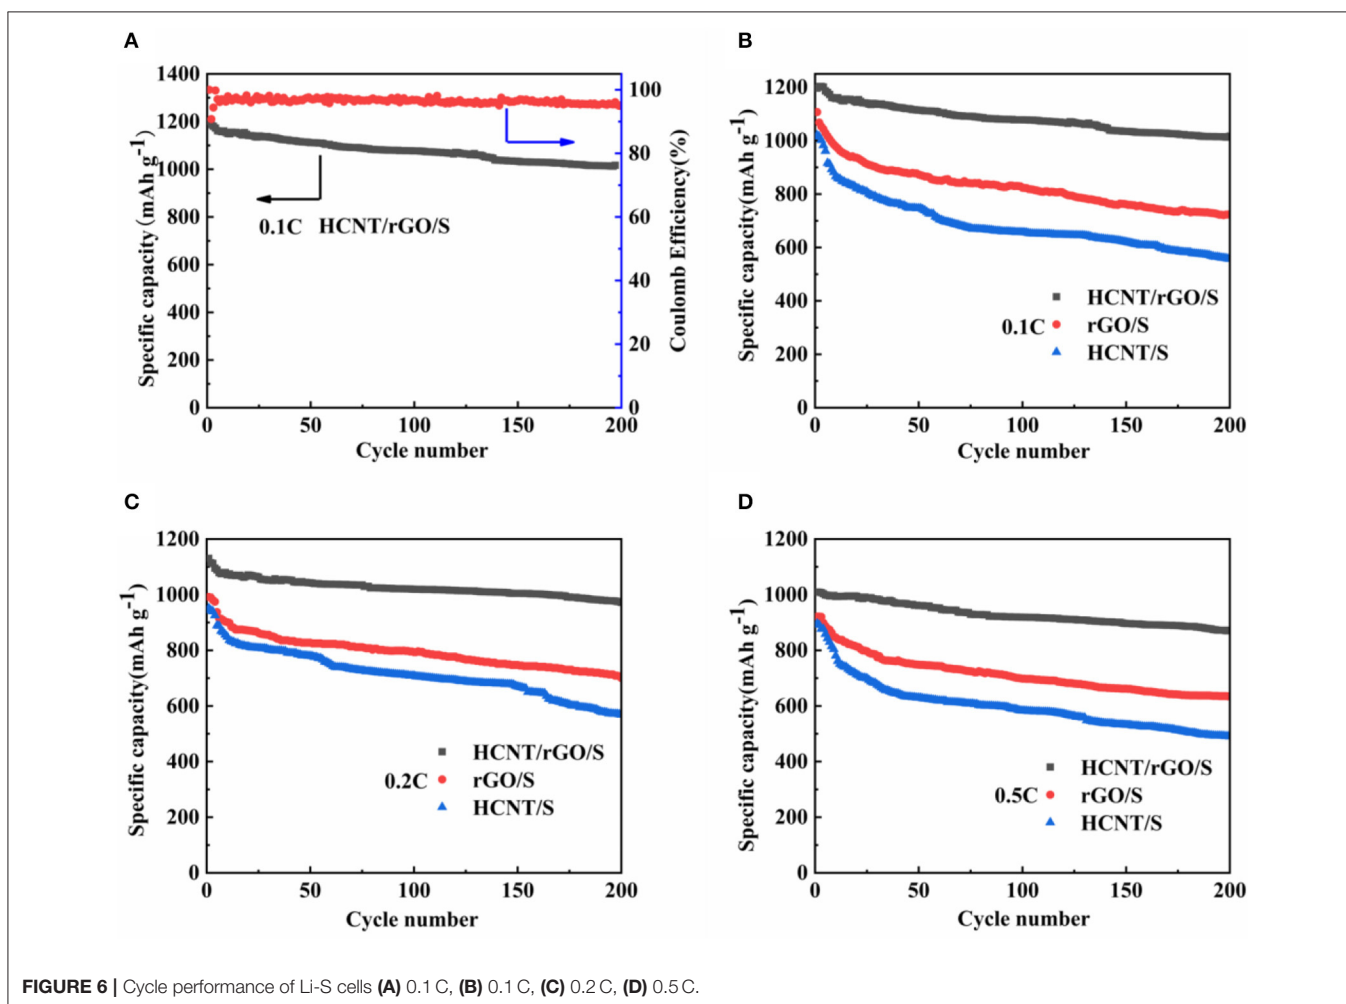 A
1400
1200
1000
800
600
400
200
0
Specific capacity (mAh g-1)
100
80
60
40
20
0
Coulomb Efficiency(%)
0.1C HCNT/rGO/S
0 50 100 150 200
Cycle number
B
1200
1000
800
600
400
200
0
Specific capacity(mAh g-1)
HCNT/rGO/S
0.1C rGO/S
HCNT/S
0 50 100 150 200
Cycle number
C
1200
1000
800
600
400
200
0
Specific capacity(mAh g-1)
HCNT/rGO/S
0.2C rGO/S
HCNT/S
0 50 100 150 200
Cycle number
D
1200
1000
800
600
400
200
0
Specific capacity(mAh g-1)
HCNT/rGO/S
0.5C rGO/S
HCNT/S
0 50 100 150 200
Cycle number
FIGURE 6 | Cycle performance of Li-S cells (A) 0.1 C, (B) 0.1 C, (C) 0.2 C, (D) 0.5 C.